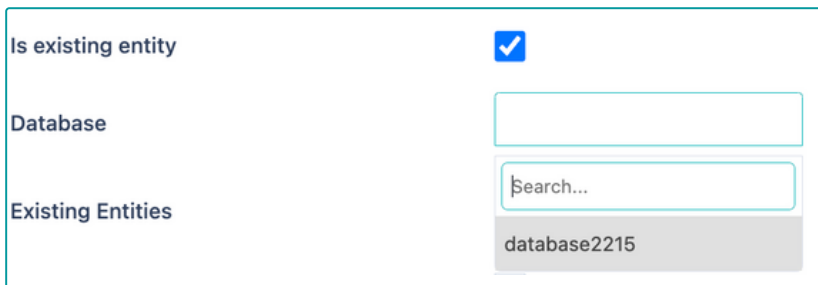 Is existing entity
Database
Search...
Existing Entities
database2215